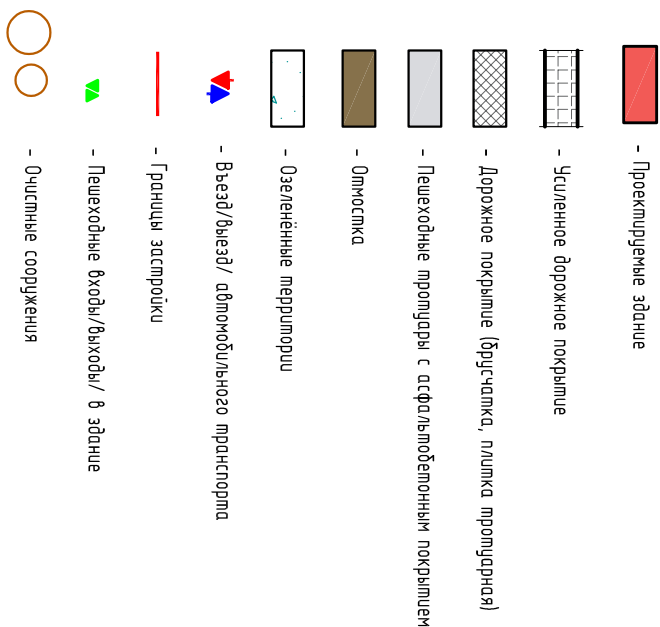 - Проектируемые здание
- Усиленное дорожное покрытие
- Дорожное покрытие (брусчатка, плитка тротуарная)
- Пешеходные тротуары с асфальтобетонным покрытием
- Отмостка
- Озеленённые территории
- Въезд/выезд/ автомобильного транспорта
- Границы застройки
- Пешеходные входы/выходы/ в здание
- Очистные сооружения